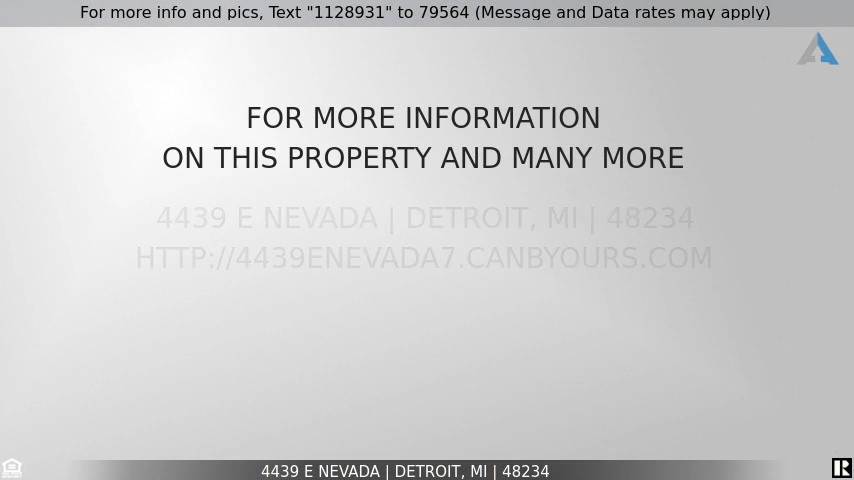 For more info and pics, Text "1128931" to 79564 (Message and Data rates may apply)
FOR MORE INFORMATION
ON THIS PROPERTY AND MANY MORE
4439 E NEVADA | DETROIT, MI | 48234
HTTP://4439ENEVADA7.CANBYOURS.COM
4439 E NEVADA | DETROIT, MI | 48234